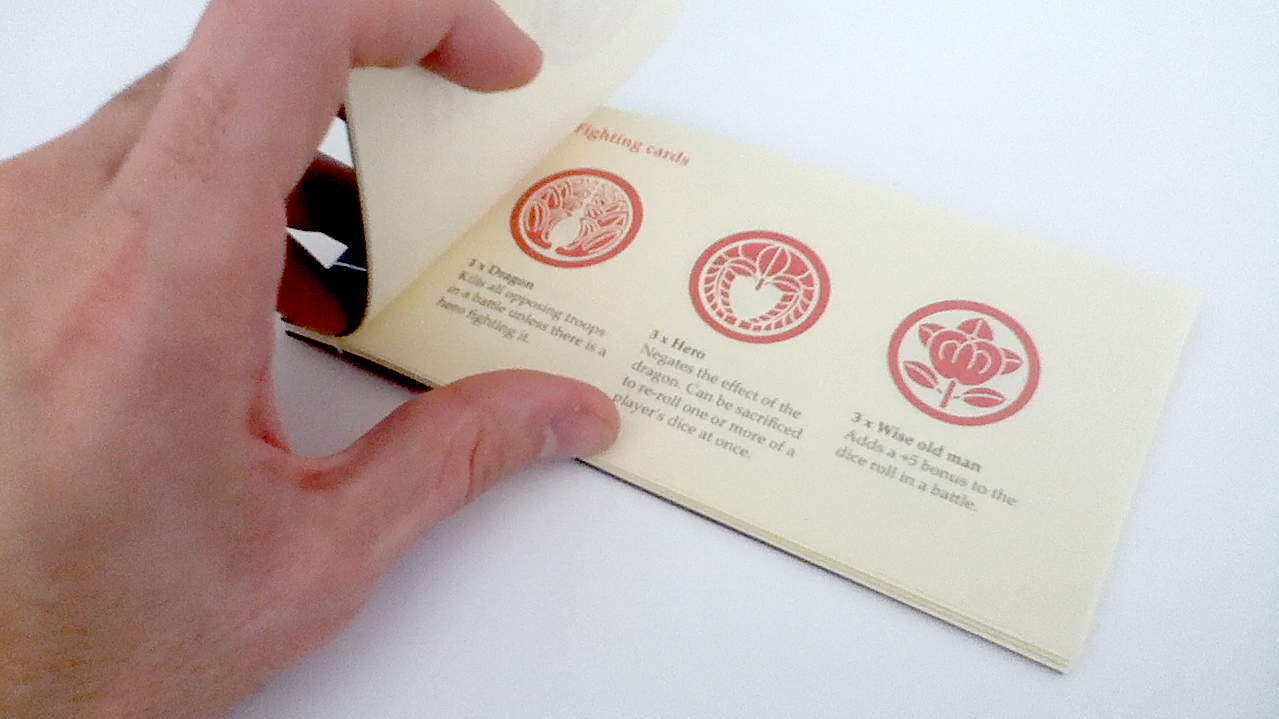 Fighting cards
1 x Dragon
Kills all opposing troops
in a battle unless there is a
hero fighting it.
3 x Hero
Negates the effect of the
dragon. Can be sacrificed
to re-roll one or more of a
player's dice at once.
3 x Wise old man
Adds a +5 bonus to the
dice roll in a battle.